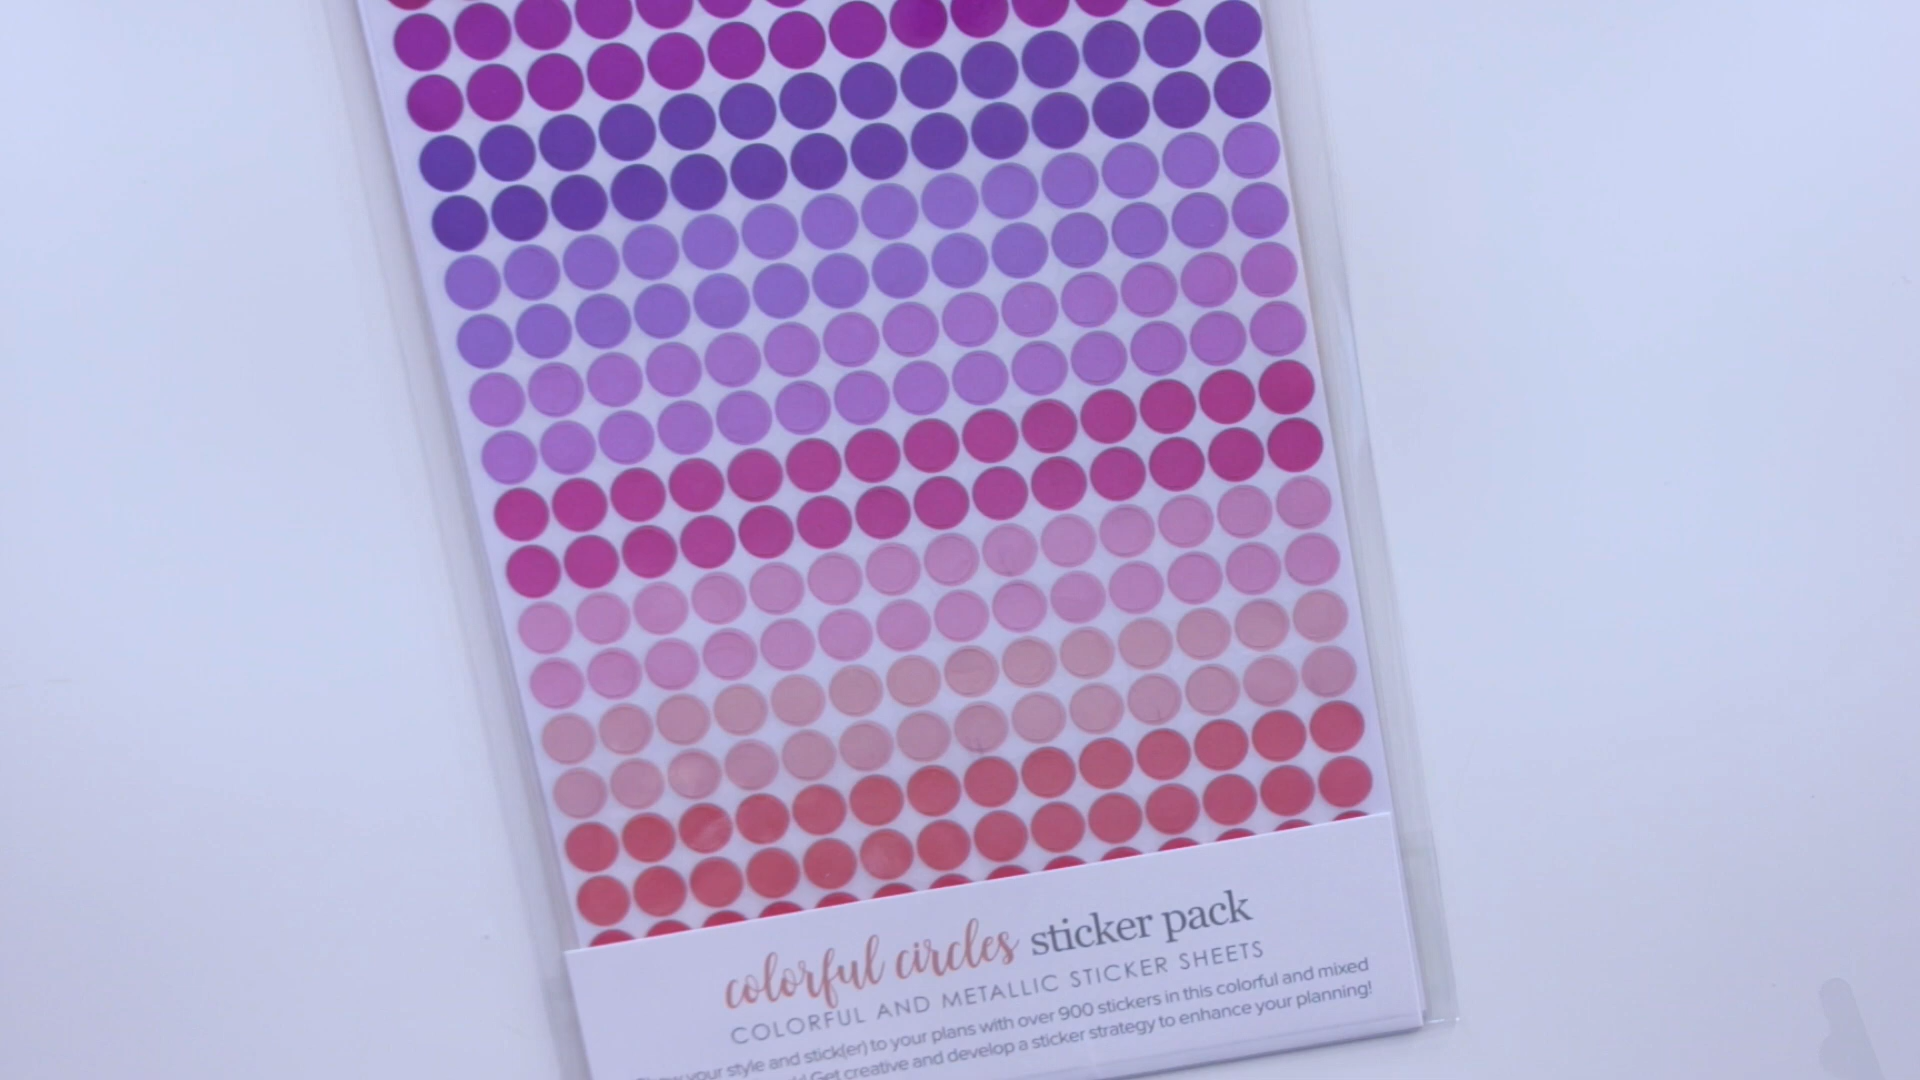 colorful circles sticker pack
COLORFUL AND METALLIC STICKER SHEETS
your style and stick(er) to your plans with over 900 stickers in this colorful and mixed
Get creative and develop a sticker strategy to enhance your planning!